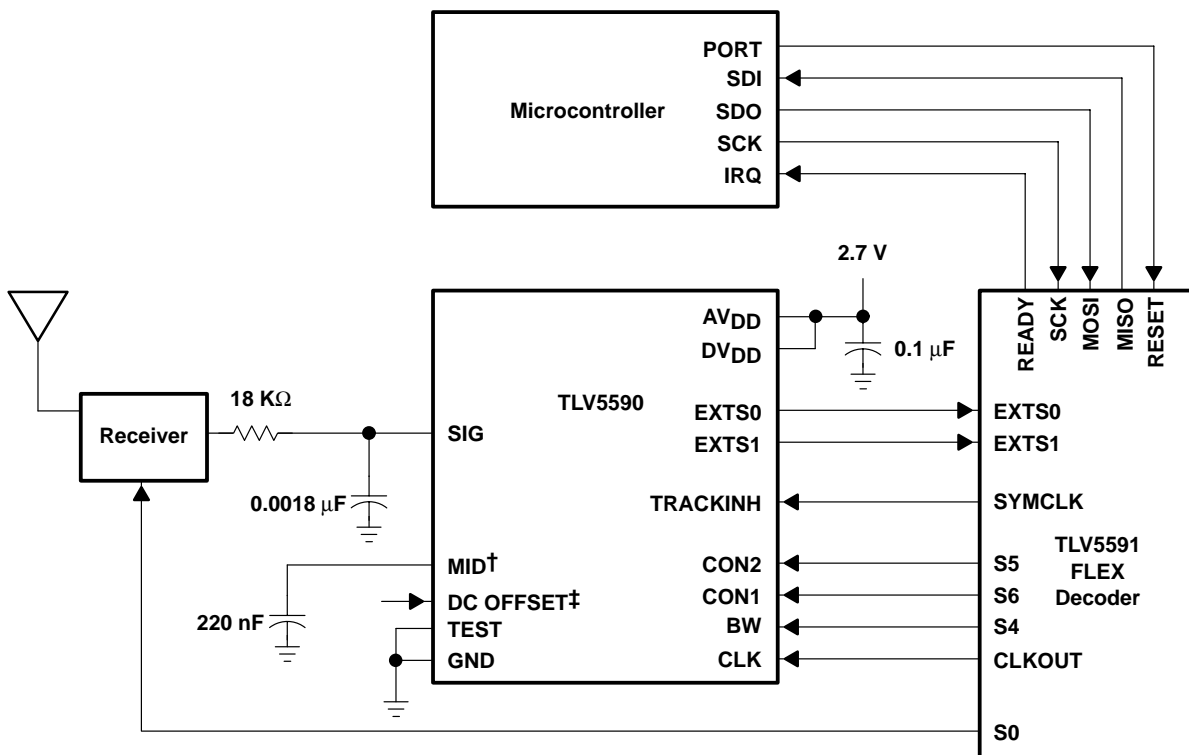 PORT
SDI
SDO
SCK
IRQ
Microcontroller
2.7 V
READY
SCK
MOSI
MISO
RESET
AVDD
DVDD
0.1 μF
18 KΩ
TLV5590
Receiver
SIG
EXTS0
EXTS1
EXTS0
EXTS1
0.0018 μF
TRACKINH
SYMCLK
MID†
DC OFFSET‡
TEST
GND
220 nF
CON2
CON1
BW
CLK
S5
S6
S4
CLKOUT
TLV5591
FLEX
Decoder
S0